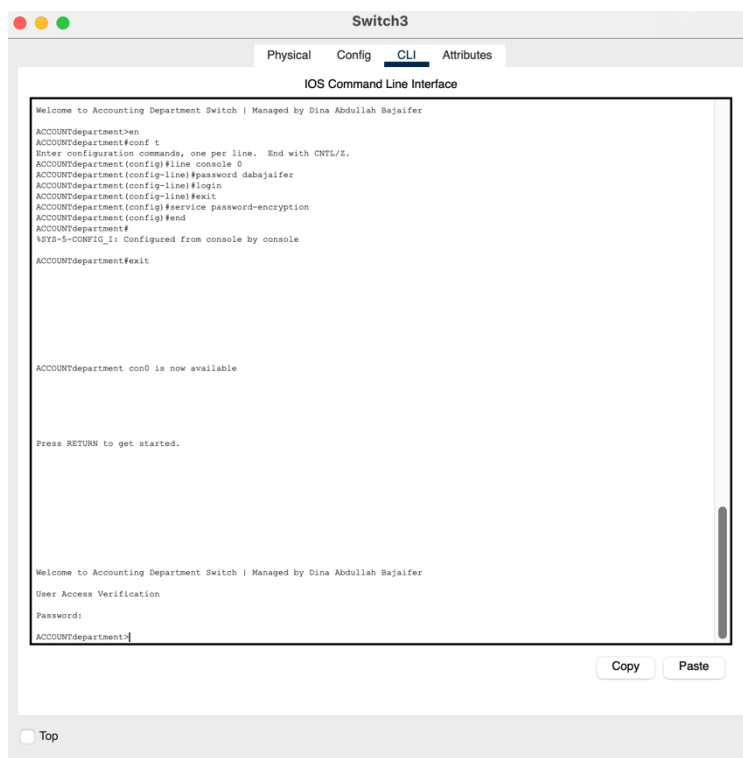 Switch3
Physical Config CLI Attributes
IOS Command Line Interface
Welcome to Accounting Department Switch | Managed by Dina Abdullah Bajaifer
ACCOUNTdepartment>en
ACCOUNTdepartment#conf t
Enter configuration commands, one per line.  End with CNTL/Z.
ACCOUNTdepartment(config)#line console 0
ACCOUNTdepartment(config-line)#password dabajaifer
ACCOUNTdepartment(config-line)#login
ACCOUNTdepartment(config-line)#exit
ACCOUNTdepartment(config)#service password-encryption
ACCOUNTdepartment(config)#end
ACCOUNTdepartment#
%SYS-5-CONFIG_I: Configured from console by console
ACCOUNTdepartment#exit
ACCOUNTdepartment con0 is now available
Press RETURN to get started.
Welcome to Accounting Department Switch | Managed by Dina Abdullah Bajaifer
User Access Verification
Password:
ACCOUNTdepartment>
Copy Paste
Top